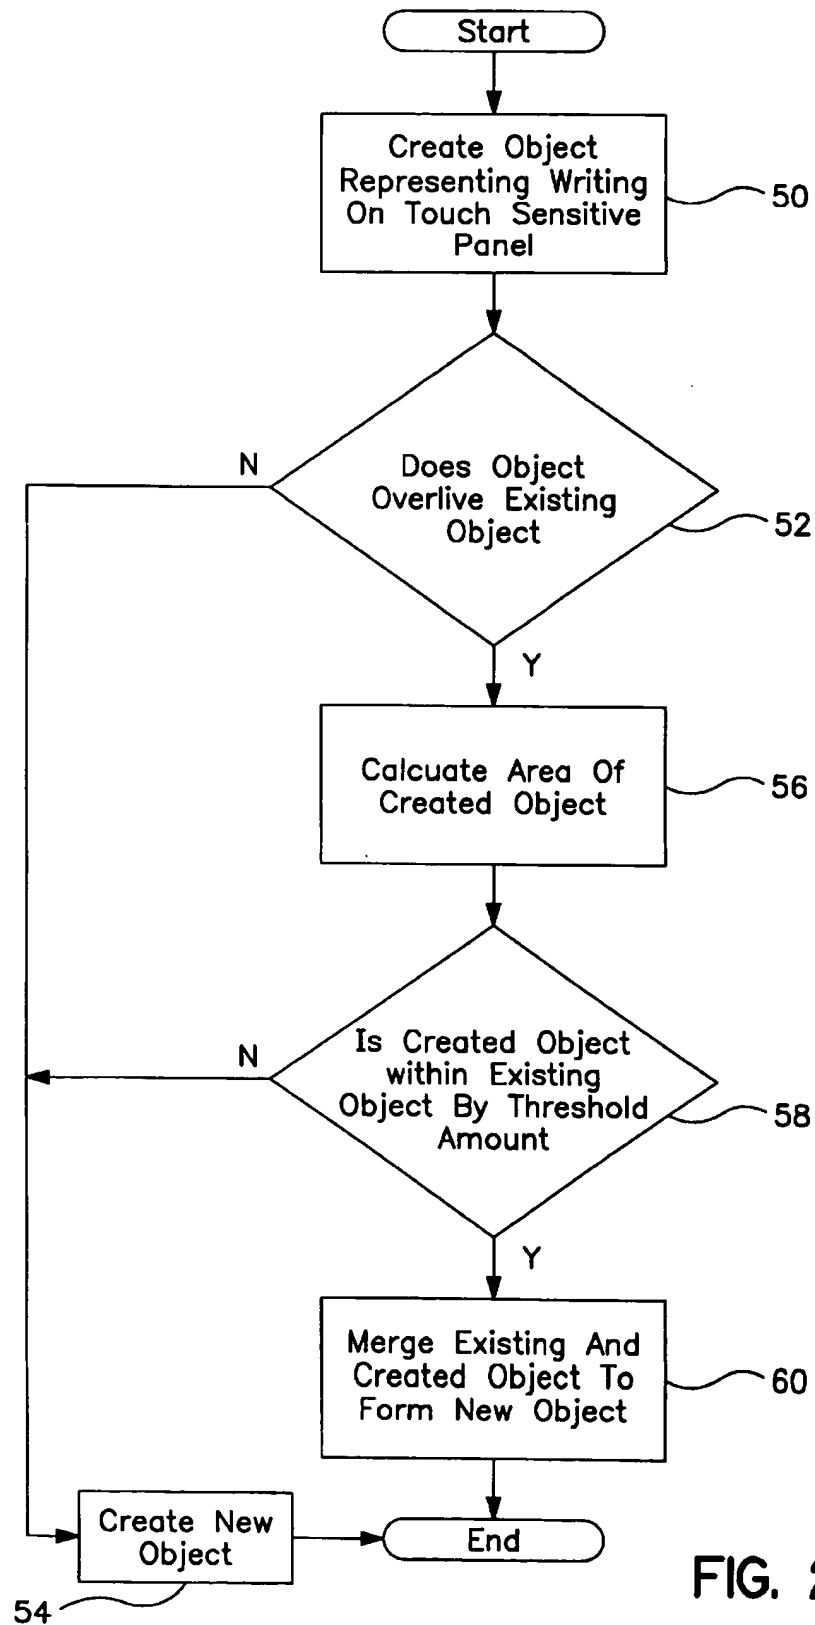 Start
Create Object
Representing Writing
On Touch Sensitive
Panel
50
Does Object
Overlive Existing
Object
52
N
Y
Calcuate Area Of
Created Object
56
Is Created Object
within Existing
Object By Threshold
Amount
58
N
Y
Merge Existing And
Created Object To
Form New Object
60
Create New
Object
54
End
FIG. 2